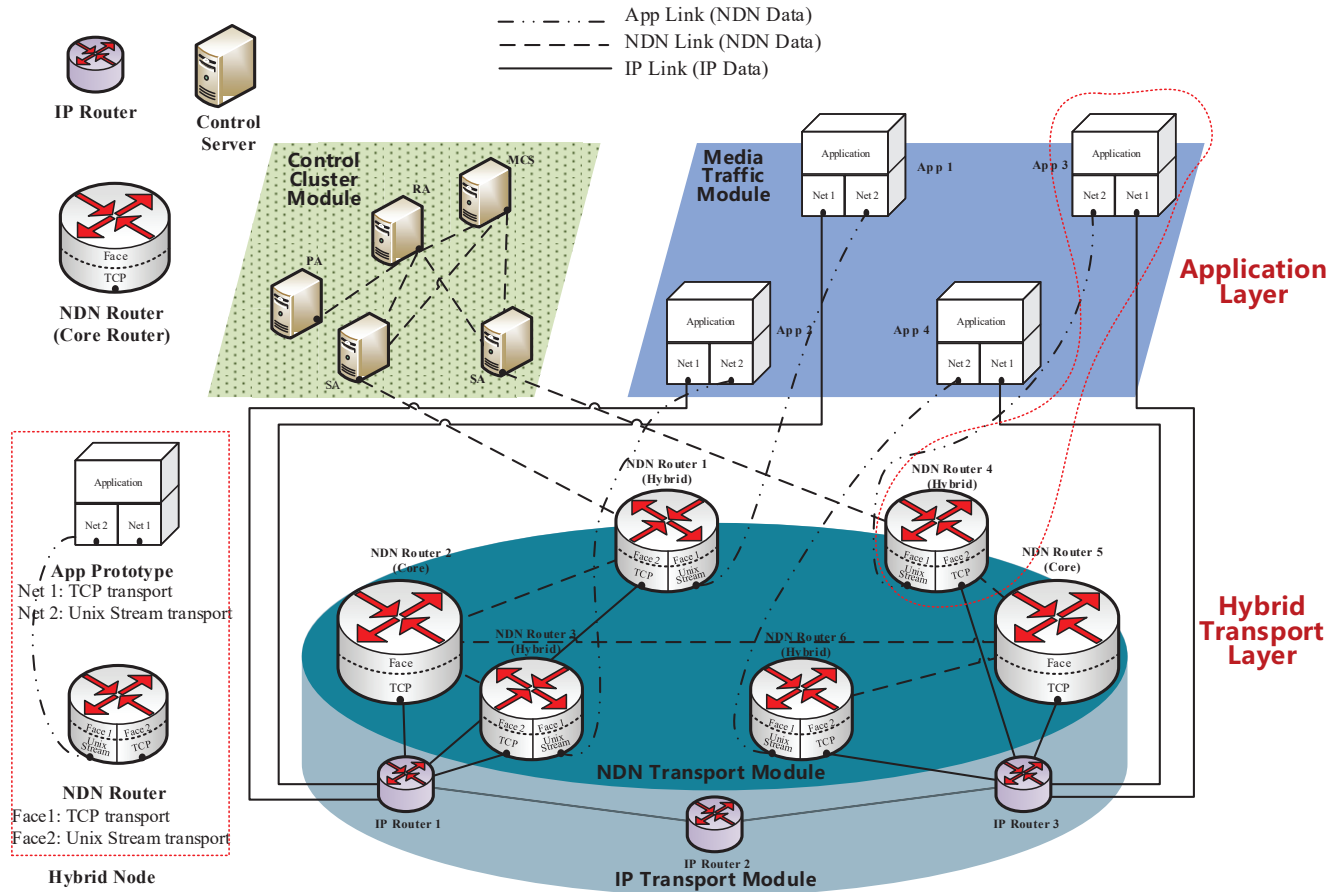 App Link (NDN Data)
NDN Link (NDN Data)
IP Link (IP Data)
IP Router
Control
Server
NDN Router
(Core Router)
Face
TCP
Control
Cluster
Module
MCS
RA
PA
SA
SA
Media
Traffic
Module
Application
Net 1
Net 2
App 1
Application
Net 2
Net 1
App 3
Application
Net 1
Net 2
App 2
Application
Net 2
Net 1
App 4
Application
Layer
Application
Net 2
Net 1
App Prototype
Net 1: TCP transport
Net 2: Unix Stream transport
Face 1
Face 2
Unix
Stream
TCP
NDN Router
Face1: TCP transport
Face2: Unix Stream transport
Hybrid Node
NDN Router 1
(Hybrid)
Face 2
Face 1
TCP
Unix
Stream
NDN Router 4
(Hybrid)
Face 1
Face 2
Unix
Stream
TCP
NDN Router 2
(Core)
Face
TCP
NDN Router 5
(Core)
Face
TCP
NDN Router 3
(Hybrid)
Face 2
Face 1
TCP
Unix
Stream
NDN Router 6
(Hybrid)
Face 1
Face 2
Unix
Stream
TCP
Hybrid
Transport
Layer
NDN Transport Module
IP Router 1
IP Router 2
IP Router 3
IP Transport Module